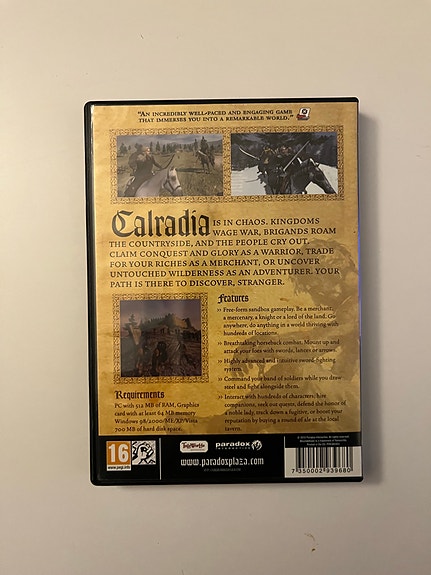 "AN INCREDIBLY WELL-PACED AND ENGAGING GAME
THAT IMMERSES YOU INTO A REMARKABLE WORLD."
Calradia IS IN CHAOS. KINGDOMS
WAGE WAR, BRIGANDS ROAM
THE COUNTRYSIDE, AND THE PEOPLE CRY OUT.
CLAIM CONQUEST AND GLORY AS A WARRIOR, TRADE
FOR YOUR RICHES AS A MERCHANT, OR UNCOVER
UNTOUCHED WILDERNESS AS AN ADVENTURER. YOUR
PATH IS THERE TO DISCOVER, STRANGER.
Features
›› Free-form sandbox gameplay. Be a merchant,
a mercenary, a knight or a lord of the land. Go
anywhere, do anything in a world thriving with
hundreds of locations.
›› Breathtaking horseback combat. Mount up and
attack your foes with swords, lances or arrows.
›› Highly advanced and intuitive sword-fighting
system.
›› Command your band of soldiers while you drew
steel and fight alongside them.
›› Interact with hundreds of characters: hire
companions, seek out quests, defend the honor of
a noble lady, track down a fugitive, or boost your
reputation by buying a round of ale at the local
tavern.
Requirements
PC with 512 MB of RAM, Graphics
card with at least 64 MB memory
Windows 98/2000/ME/XP/Vista
700 MB of hard disk space.
16
www.pegi.info
TaleWorlds
paradox
INTERACTIVE
www.paradoxplaza.com
7 350002 939680